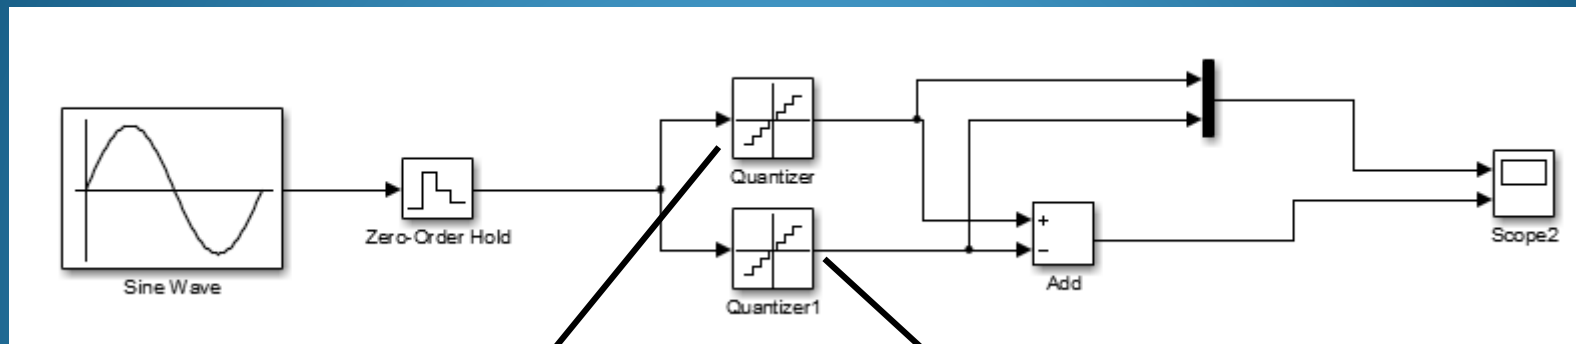 Sine Wave
Zero-Order Hold
Quantizer
Quantizer1
+
−
Add
Scope2